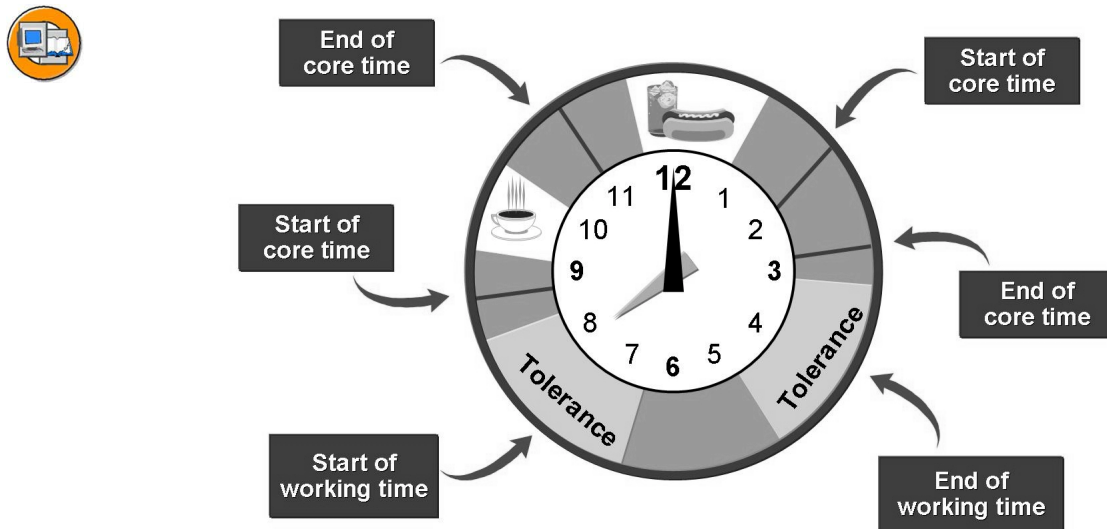 End of
core time
Start of
core time
12
11
1
10
2
9
3
8
4
7
5
6
Start of
core time
End of
core time
Tolerance
Tolerance
Start of
working time
End of
working time